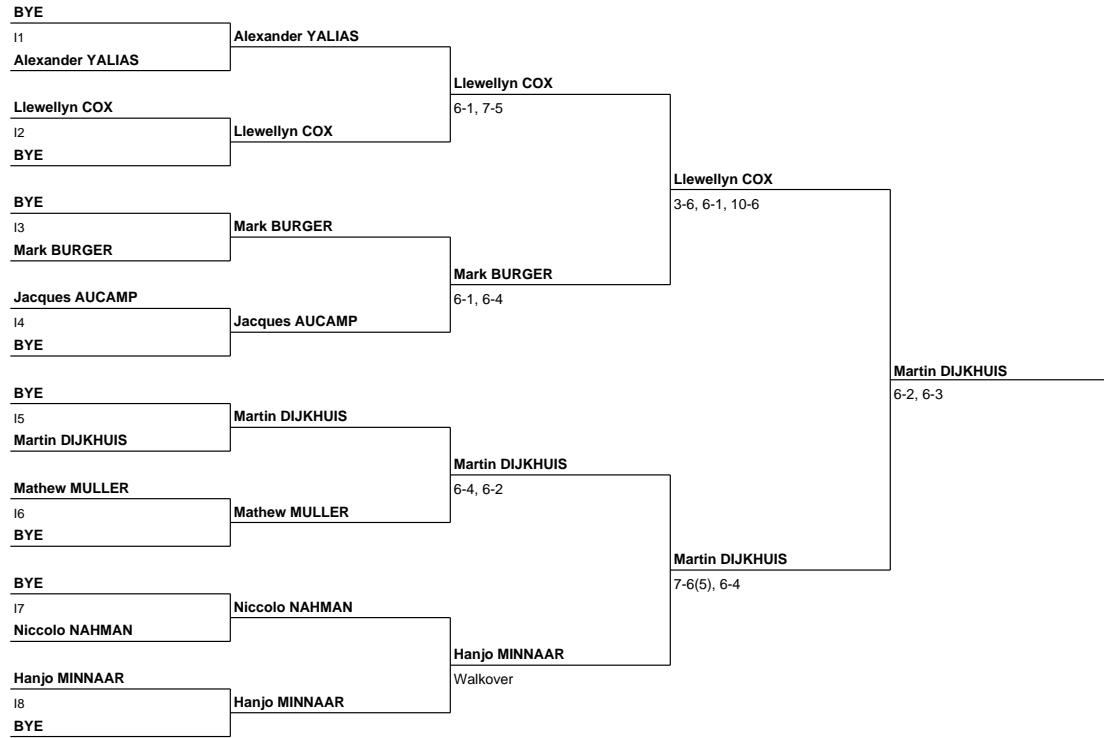 BYE
I1
Alexander YALIAS
Llewellyn COX
I2
BYE
BYE
I3
Mark BURGER
Jacques AUCAMP
I4
BYE
BYE
I5
Martin DIJKHUIS
Mathew MULLER
I6
BYE
BYE
I7
Niccolo NAHMAN
Hanjo MINNAAR
I8
BYE
Alexander YALIAS
Llewellyn COX
Mark BURGER
Jacques AUCAMP
Martin DIJKHUIS
Mathew MULLER
Niccolo NAHMAN
Hanjo MINNAAR
Llewellyn COX
6-1, 7-5
Mark BURGER
6-1, 6-4
Martin DIJKHUIS
6-4, 6-2
Hanjo MINNAAR
Walkover
Llewellyn COX
3-6, 6-1, 10-6
Martin DIJKHUIS
7-6(5), 6-4
Martin DIJKHUIS
6-2, 6-3